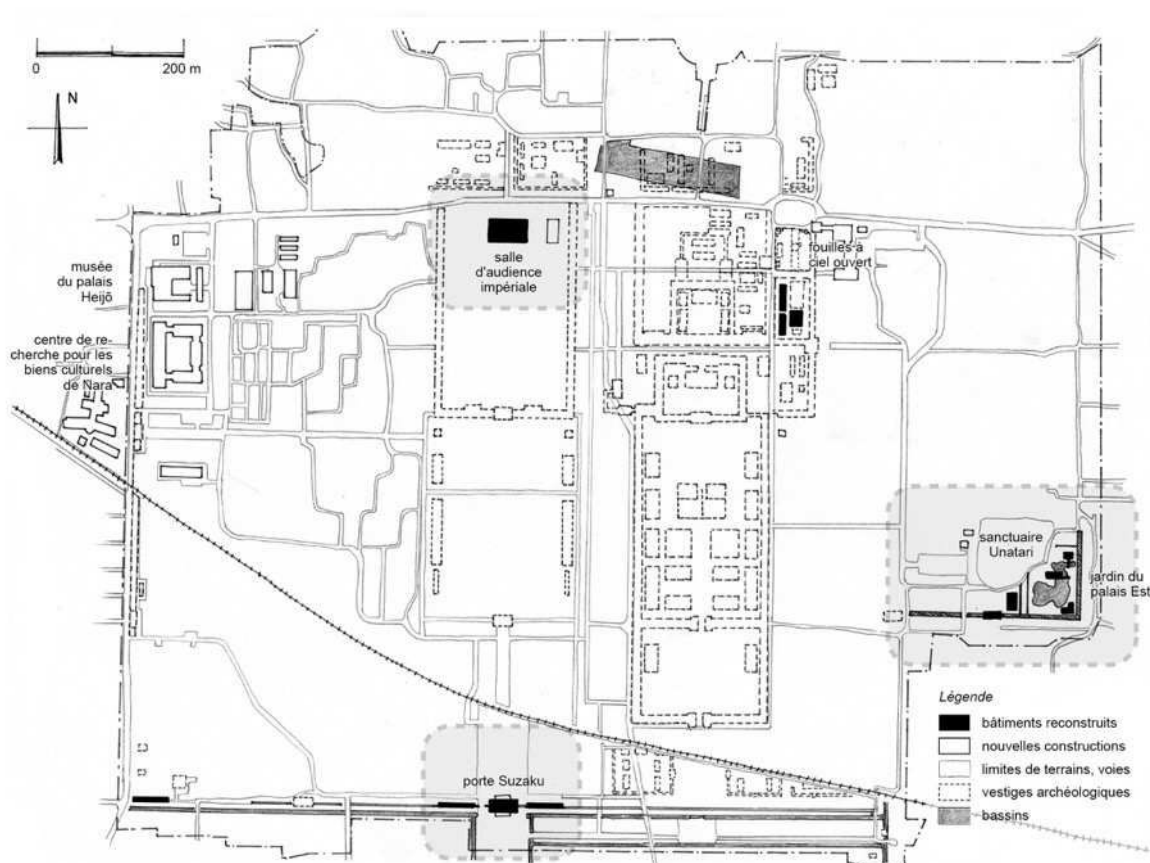 0
200 m
N
salle
d'audience
impériale
fouilles à
ciel ouvert
musée
du palais
Heijō
centre de re-
cherche pour les
biens culturels
de Nara
sanctuaire
Unatari
jardin du
palais Est
porte Suzaku
Légende
bâtiments reconstruits
nouvelles constructions
limites de terrains, voies
vestiges archéologiques
bassins